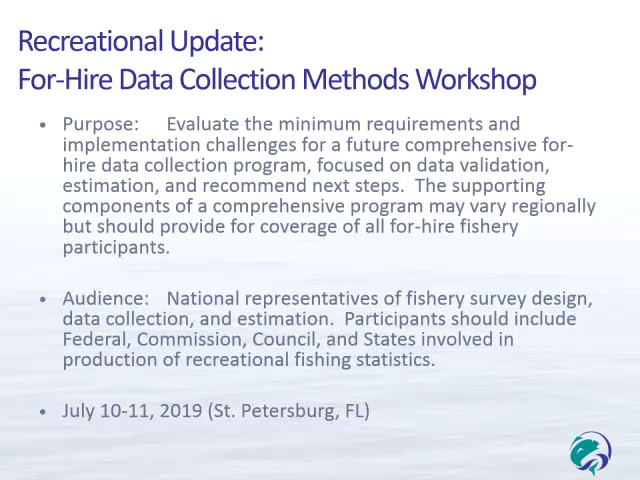 Recreational Update:
For-Hire Data Collection Methods Workshop
• Purpose: Evaluate the minimum requirements and
implementation challenges for a future comprehensive for-
hire data collection program, focused on data validation,
estimation, and recommend next steps. The supporting
components of a comprehensive program may vary regionally
but should provide for coverage of all for-hire fishery
participants.
• Audience: National representatives of fishery survey design,
data collection, and estimation. Participants should include
Federal, Commission, Council, and States involved in
production of recreational fishing statistics.
• July 10-11, 2019 (St. Petersburg, FL)